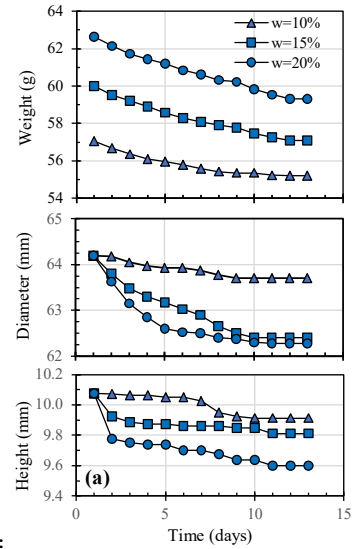 64
62
60
58
56
54
Weight (g)
w=10%
w=15%
w=20%
65
64
63
62
Diameter (mm)
10.2
10.0
9.8
9.6
9.4
Height (mm)
(a)
0 5 10 15
Time (days)